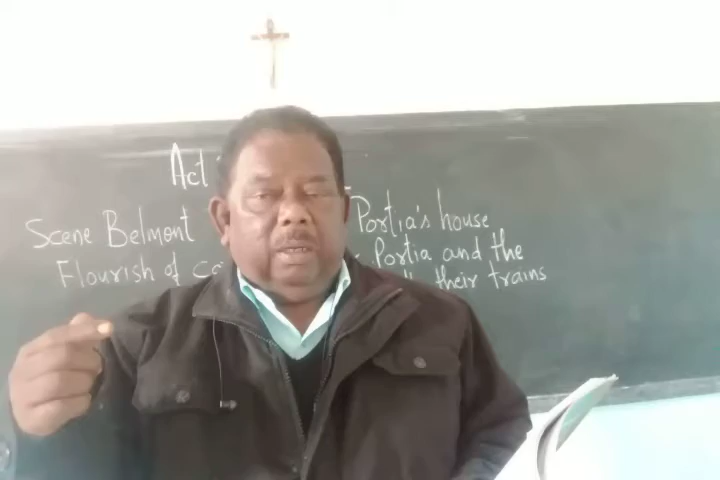 Act
Scene Belmont Portia's house
Flourish of Portia and the
their trains